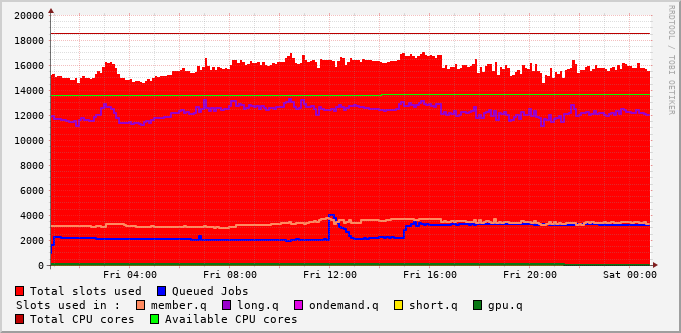 20000
18000
16000
14000
12000
10000
8000
6000
4000
2000
0
Fri 04:00 Fri 08:00 Fri 12:00 Fri 16:00 Fri 20:00 Sat 00:00
RRDTOOL / TOBI OETIKER
Total slots used Queued Jobs
Slots used in : member.q long.q ondemand.q short.q gpu.q
Total CPU cores Available CPU cores